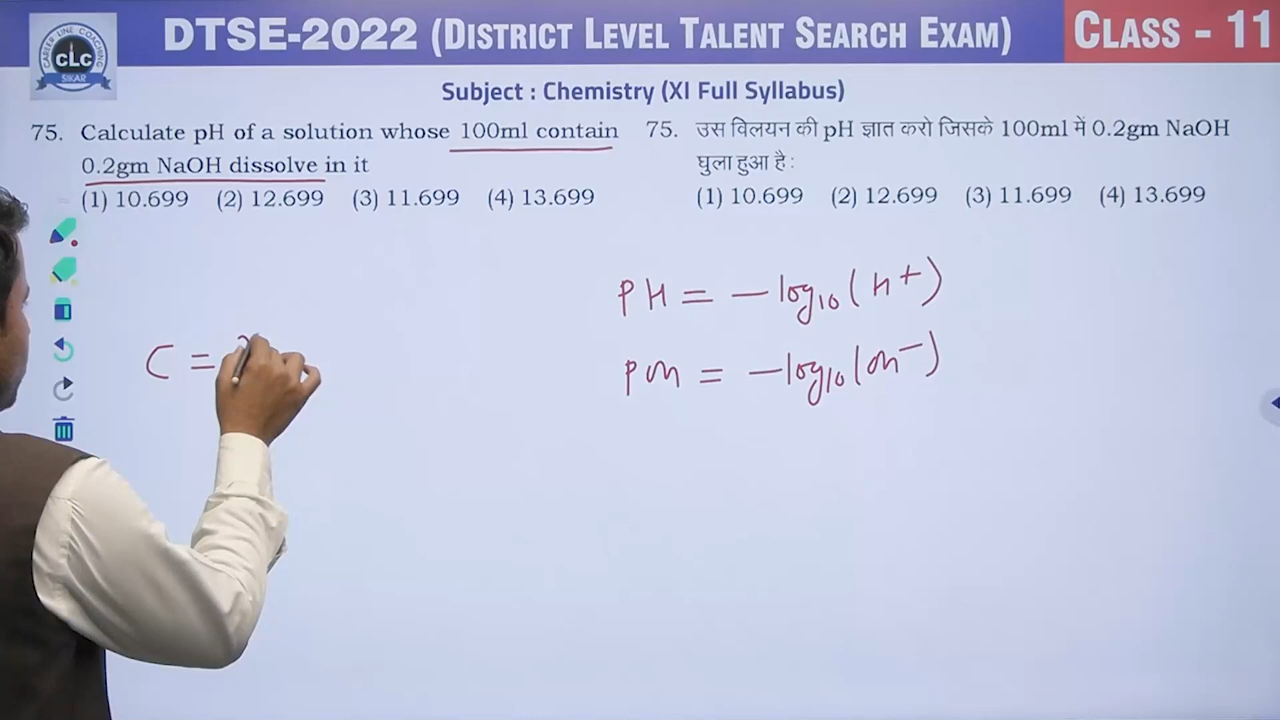 DTSE-2022 (DISTRICT LEVEL TALENT SEARCH EXAM)
CLASS - 11
CAREER LINE COACHING
CLC
SIKAR
Subject : Chemistry (XI Full Syllabus)
75. Calculate pH of a solution whose 100ml contain
0.2gm NaOH dissolve in it
(1) 10.699 (2) 12.699 (3) 11.699 (4) 13.699
75. उस विलयन की pH ज्ञात करो जिसके 100ml में 0.2gm NaOH
घुला हुआ है :
(1) 10.699 (2) 12.699 (3) 11.699 (4) 13.699
PH = -log10 (H+)
POH = -log10 (OH-)
C =